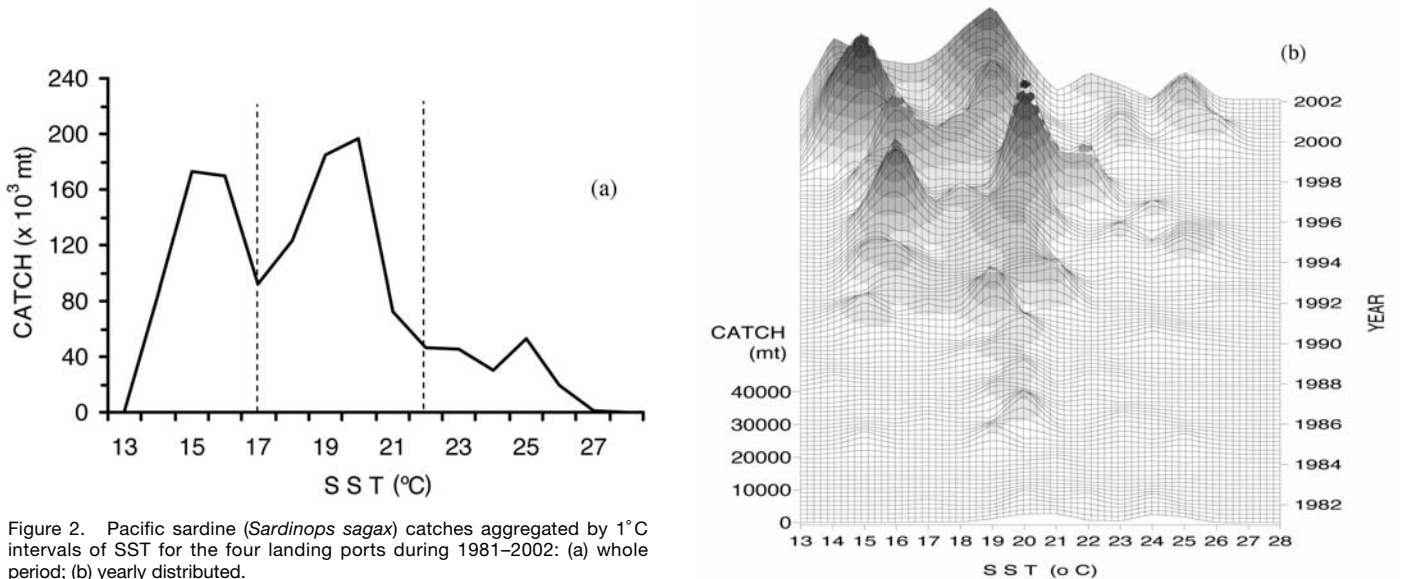 240
200
160
120
80
40
0
CATCH (x 10³ mt)
(a)
13 15 17 19 21 23 25 27
S S T (ºC)
Figure 2. Pacific sardine (Sardinops sagax) catches aggregated by 1˚C
intervals of SST for the four landing ports during 1981–2002: (a) whole
period; (b) yearly distributed.
(b)
2002
2000
1998
1996
1994
1992
1990
1988
1986
1984
1982
YEAR
CATCH
(mt)
40000
30000
20000
10000
0
13 14 15 16 17 18 19 20 21 22 23 24 25 26 27 28
S S T (o C)